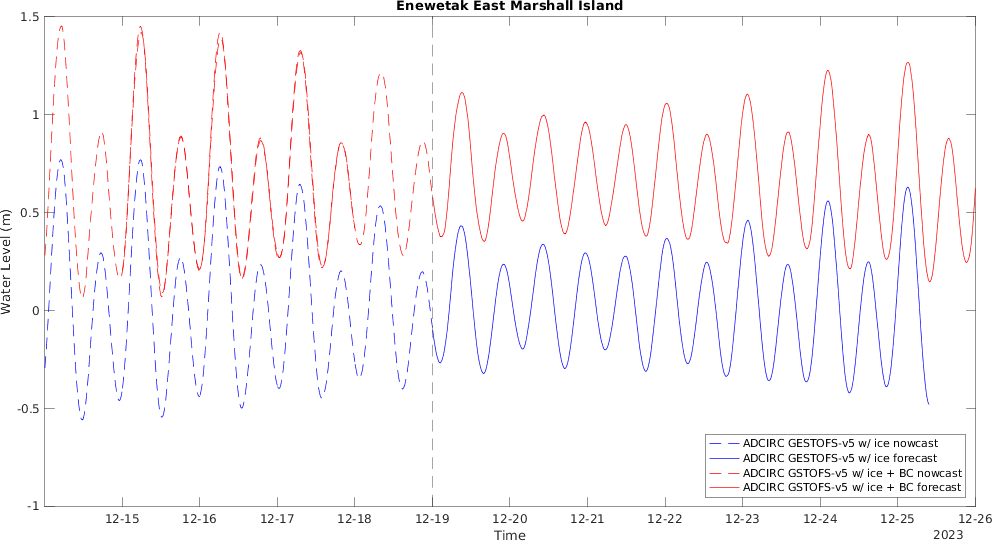 Enewetak East Marshall Island
1.5
1
0.5
0
-0.5
-1
Water Level (m)
ADCIRC GESTOFS-v5 w/ ice nowcast
ADCIRC GESTOFS-v5 w/ ice forecast
ADCIRC GSTOFS-v5 w/ ice + BC nowcast
ADCIRC GSTOFS-v5 w/ ice + BC forecast
12-15 12-16 12-17 12-18 12-19 12-20 12-21 12-22 12-23 12-24 12-25 12-26
Time
2023